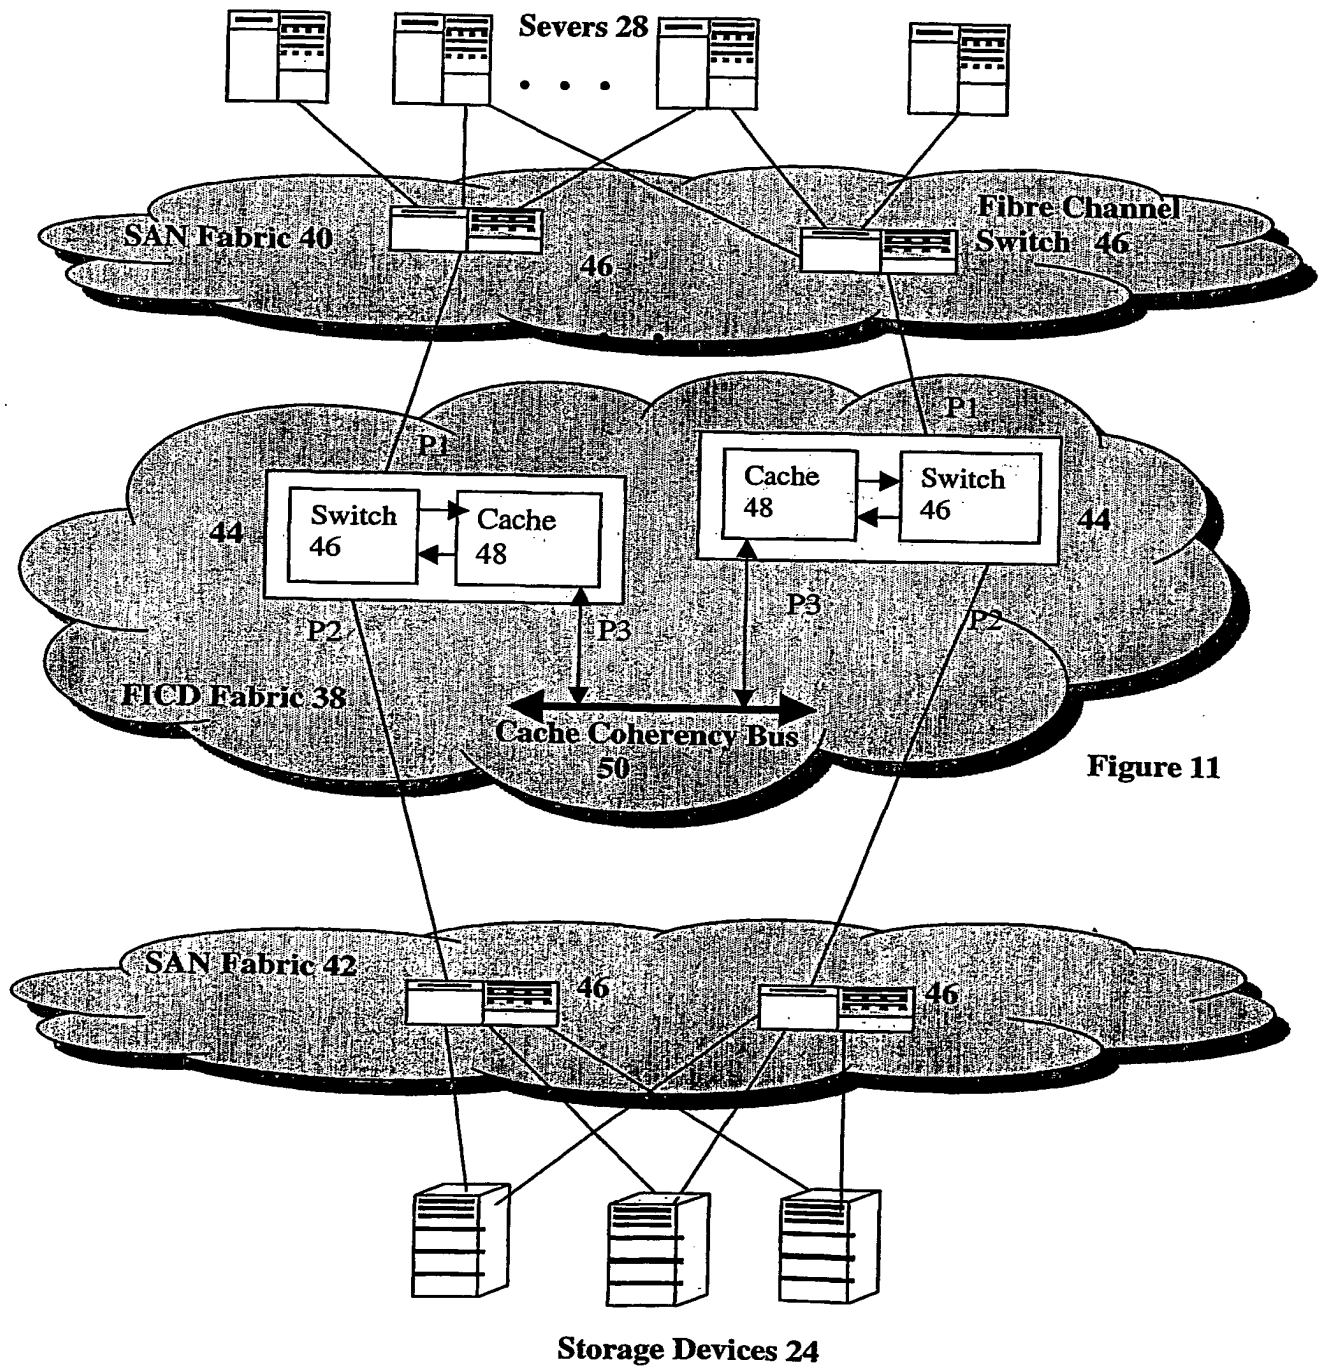 Severs 28
SAN Fabric 40
46
Fibre Channel
Switch 46
P1
P1
Switch
46
Cache
48
Cache
48
Switch
46
44
44
P2
P3
P3
P2
FICD Fabric 38
Cache Coherency Bus
50
Figure 11
SAN Fabric 42
46
46
Storage Devices 24